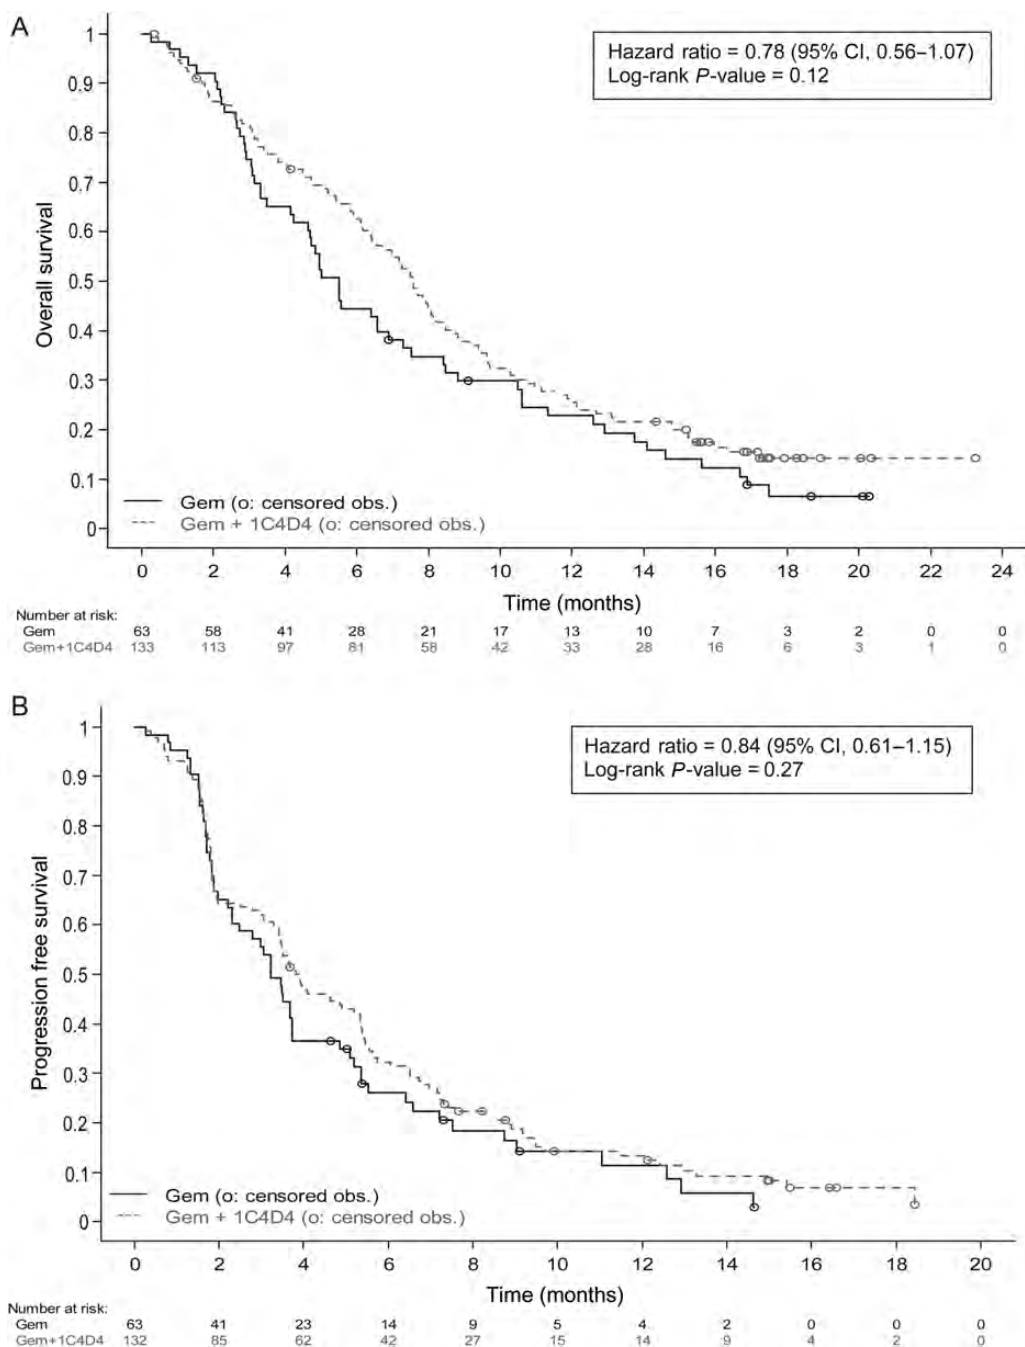 A
Hazard ratio = 0.78 (95% CI, 0.56–1.07)
Log-rank P-value = 0.12
Overall survival
1
0.9
0.8
0.7
0.6
0.5
0.4
0.3
0.2
0.1
0
Gem (o: censored obs.)
Gem + 1C4D4 (o: censored obs.)
0 2 4 6 8 10 12 14 16 18 20 22 24
Time (months)
Number at risk:
Gem 63 58 41 28 21 17 13 10 7 3 2 0 0
Gem+1C4D4 133 113 97 81 58 42 33 28 16 6 3 1 0
B
Hazard ratio = 0.84 (95% CI, 0.61–1.15)
Log-rank P-value = 0.27
Progression free survival
1
0.9
0.8
0.7
0.6
0.5
0.4
0.3
0.2
0.1
0
Gem (o: censored obs.)
Gem + 1C4D4 (o: censored obs.)
0 2 4 6 8 10 12 14 16 18 20
Time (months)
Number at risk:
Gem 63 41 23 14 9 5 4 2 0 0 0
Gem+1C4D4 132 85 62 42 27 15 14 9 4 2 0